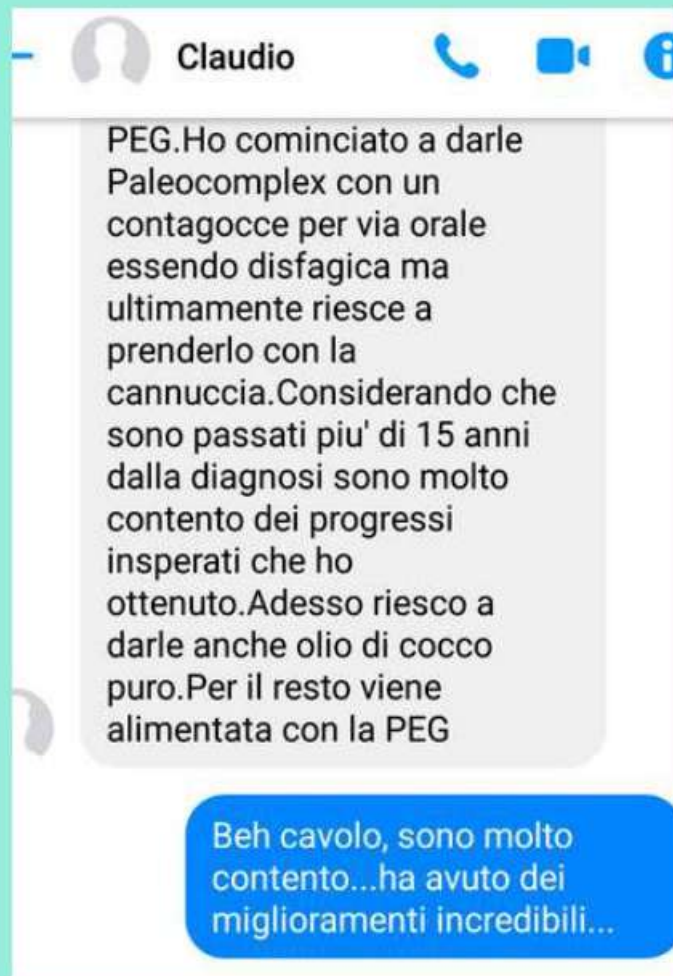 Claudio
PEG.Ho cominciato a darle
Paleocomplex con un
contagocce per via orale
essendo disfagica ma
ultimamente riesce a
prenderlo con la
cannuccia.Considerando che
sono passati piu' di 15 anni
dalla diagnosi sono molto
contento dei progressi
insperati che ho
ottenuto.Adesso riesco a
darle anche olio di cocco
puro.Per il resto viene
alimentata con la PEG
Beh cavolo, sono molto
contento...ha avuto dei
miglioramenti incredibili...